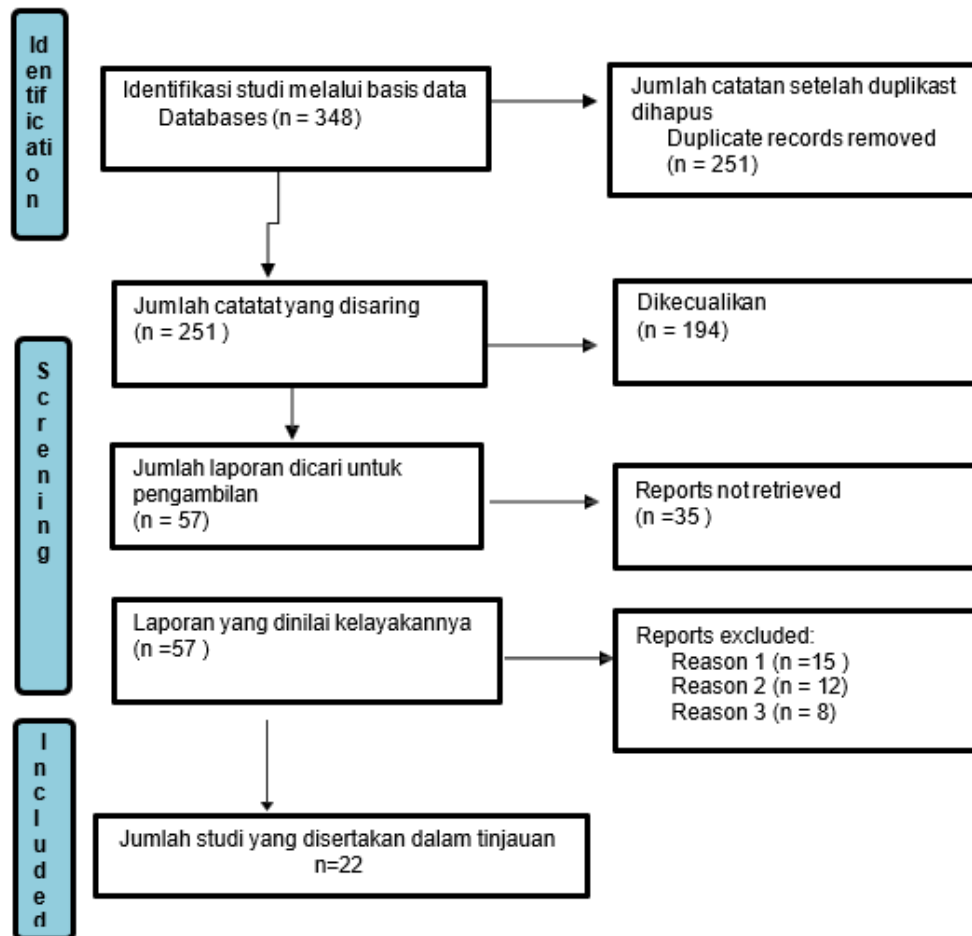 Id
en
tif
ic
ati
o
n
Identifikasi studi melalui basis data
Databases (n = 348)
Jumlah catatan setelah duplikast
dihapus
Duplicate records removed
(n = 251)
S
c
r
e
n
i
n
g
Jumlah catatat yang disaring
(n = 251 )
Dikecualikan
(n = 194)
Jumlah laporan dicari untuk
pengambilan
(n = 57)
Reports not retrieved
(n =35 )
Laporan yang dinilai kelayakannya
(n =57 )
Reports excluded:
Reason 1 (n =15 )
Reason 2 (n = 12)
Reason 3 (n = 8)
I
n
c
l
u
d
e
d
Jumlah studi yang disertakan dalam tinjauan
n=22